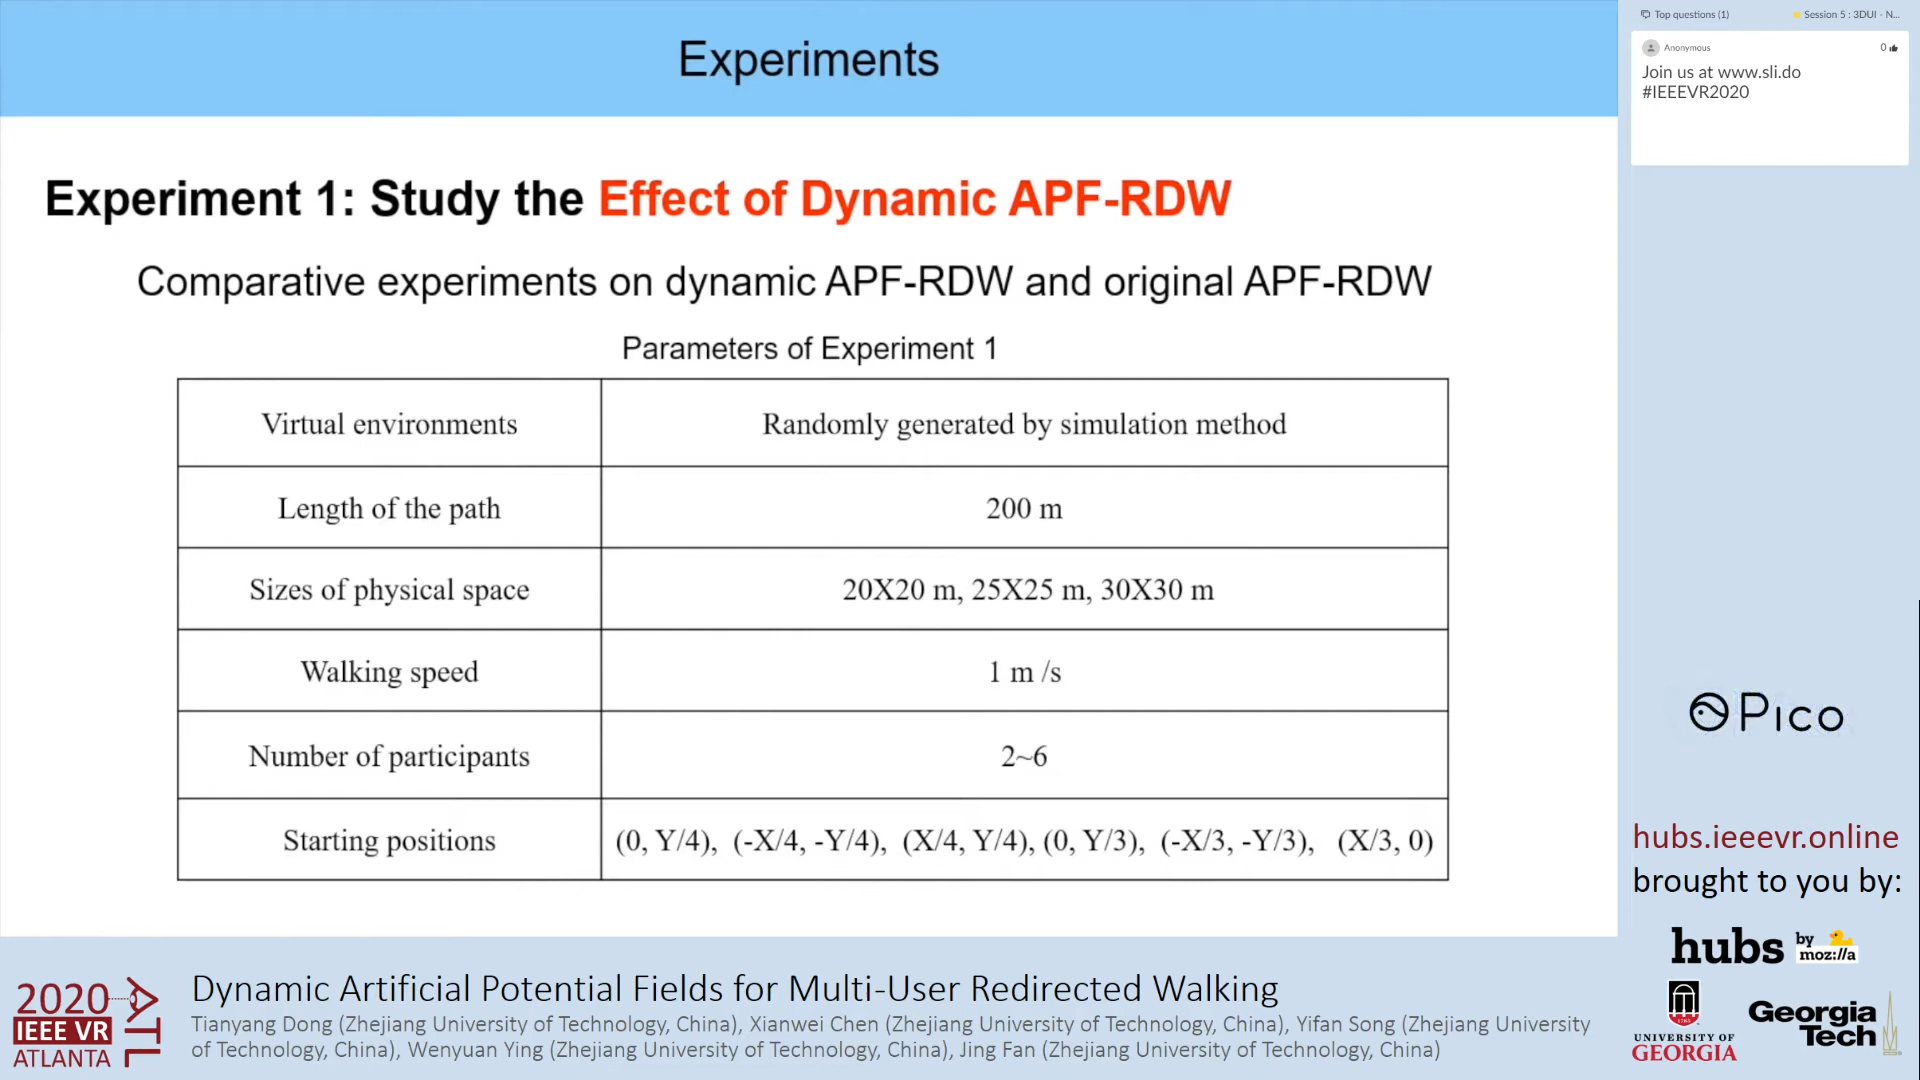 Experiments
Experiment 1: Study the Effect of Dynamic APF-RDW
Comparative experiments on dynamic APF-RDW and original APF-RDW
Parameters of Experiment 1
Virtual environments
Randomly generated by simulation method
Length of the path
200 m
Sizes of physical space
20X20 m, 25X25 m, 30X30 m
Walking speed
1 m /s
Number of participants
2~6
Starting positions
(0, Y/4), (-X/4, -Y/4), (X/4, Y/4), (0, Y/3), (-X/3, -Y/3), (X/3, 0)
Top questions (1)
Session 5 : 3DUI - N...
Anonymous
0
Join us at www.sli.do
#IEEEVR2020
Pico
hubs.ieeevr.online
brought to you by:
hubs by
moz://a
UNIVERSITY OF
GEORGIA
Georgia
Tech
2020
IEEE VR
ATLANTA
ATL
Dynamic Artificial Potential Fields for Multi-User Redirected Walking
Tianyang Dong (Zhejiang University of Technology, China), Xianwei Chen (Zhejiang University of Technology, China), Yifan Song (Zhejiang University
of Technology, China), Wenyuan Ying (Zhejiang University of Technology, China), Jing Fan (Zhejiang University of Technology, China)